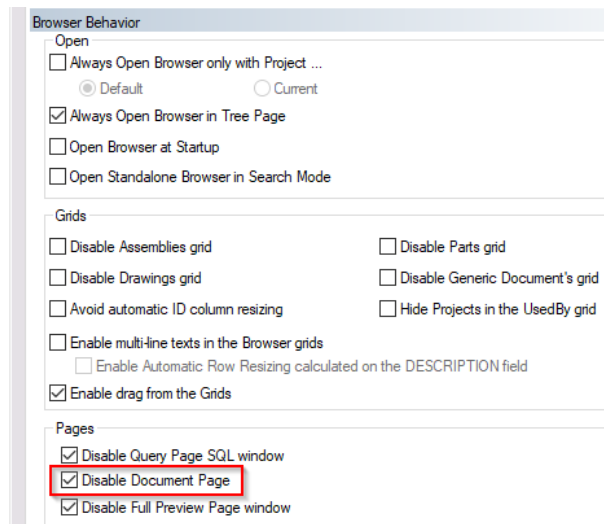 Browser Behavior
Open
Always Open Browser only with Project ...
Default Current
Always Open Browser in Tree Page
Open Browser at Startup
Open Standalone Browser in Search Mode
Grids
Disable Assemblies grid Disable Parts grid
Disable Drawings grid Disable Generic Document's grid
Avoid automatic ID column resizing Hide Projects in the UsedBy grid
Enable multi-line texts in the Browser grids
Enable Automatic Row Resizing calculated on the DESCRIPTION field
Enable drag from the Grids
Pages
Disable Query Page SQL window
Disable Document Page
Disable Full Preview Page window